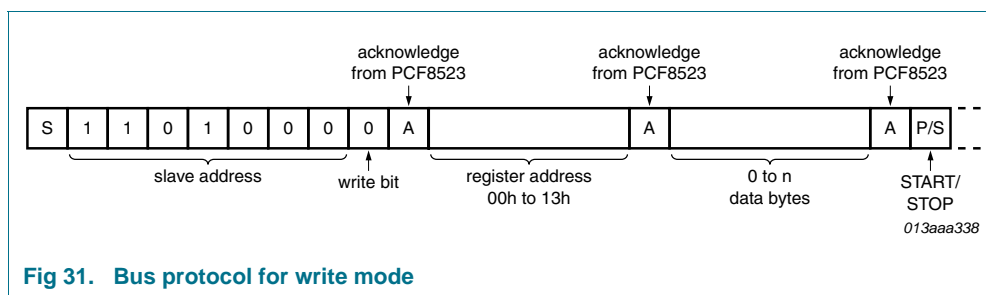 acknowledge acknowledge acknowledge
from PCF8523 from PCF8523 from PCF8523
S 1 1 0 1 0 0 0 0 A A A P/S
slave address write bit register address 0 to n START/
00h to 13h data bytes STOP
013aaa338
Fig 31. Bus protocol for write mode